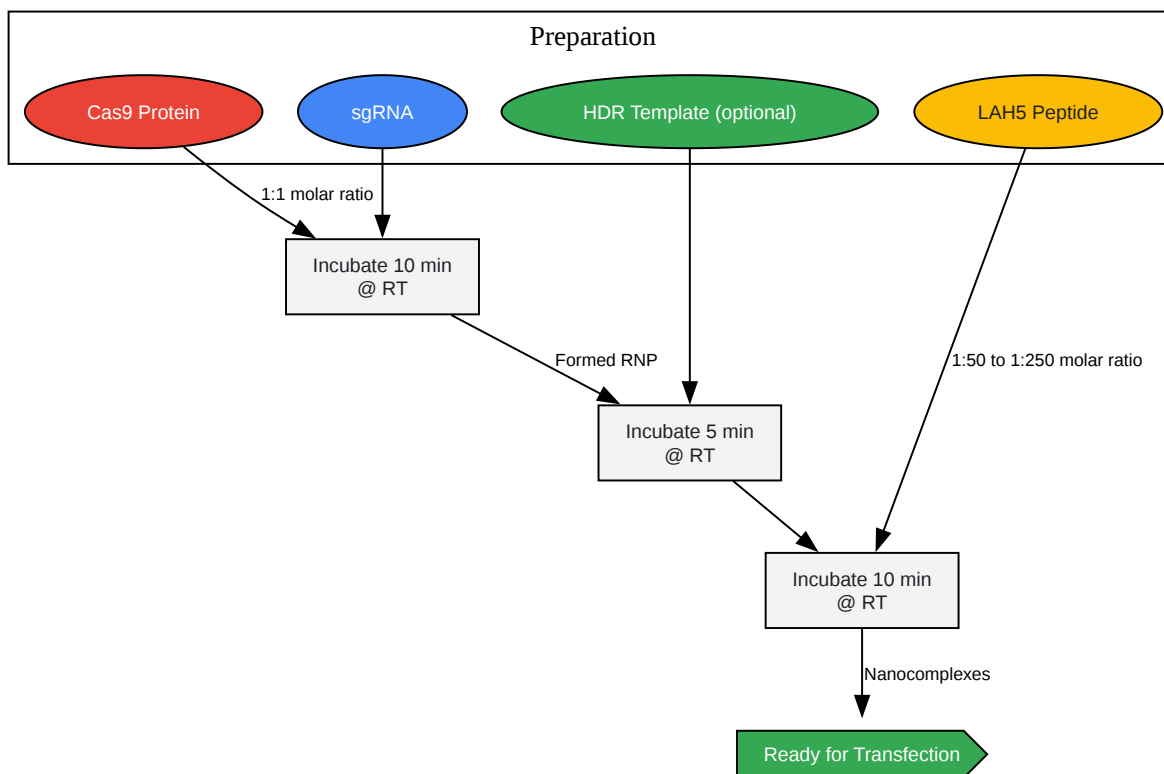 Preparation
Cas9 Protein
sgRNA
HDR Template (optional)
LAH5 Peptide
1:1 molar ratio
Incubate 10 min
@ RT
Formed RNP
1:50 to 1:250 molar ratio
Incubate 5 min
@ RT
Incubate 10 min
@ RT
Nanocomplexes
Ready for Transfection